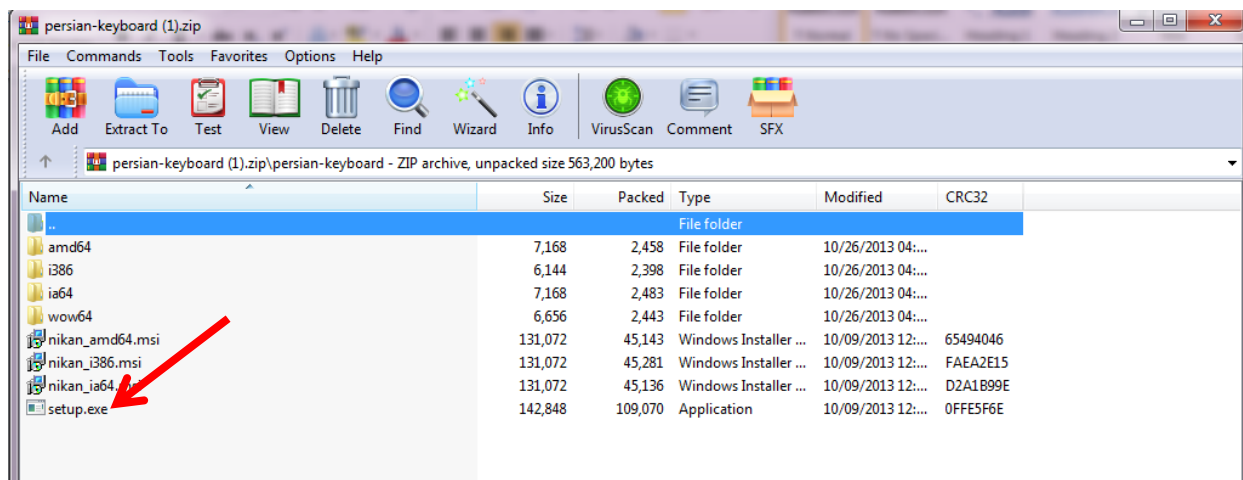 persian-keyboard (1).zip
File Commands Tools Favorites Options Help
Add Extract To Test View Delete Find Wizard Info VirusScan Comment SFX
persian-keyboard (1).zip\persian-keyboard - ZIP archive, unpacked size 563,200 bytes
Name Size Packed Type Modified CRC32
.. File folder
amd64 7,168 2,458 File folder 10/26/2013 04:...
i386 6,144 2,398 File folder 10/26/2013 04:...
ia64 7,168 2,483 File folder 10/26/2013 04:...
wow64 6,656 2,443 File folder 10/26/2013 04:...
nikan_amd64.msi 131,072 45,143 Windows Installer ... 10/09/2013 12:... 65494046
nikan_i386.msi 131,072 45,281 Windows Installer ... 10/09/2013 12:... FAEA2E15
nikan_ia64.msi 131,072 45,136 Windows Installer ... 10/09/2013 12:... D2A1B99E
setup.exe 142,848 109,070 Application 10/09/2013 12:... 0FFE5F6E